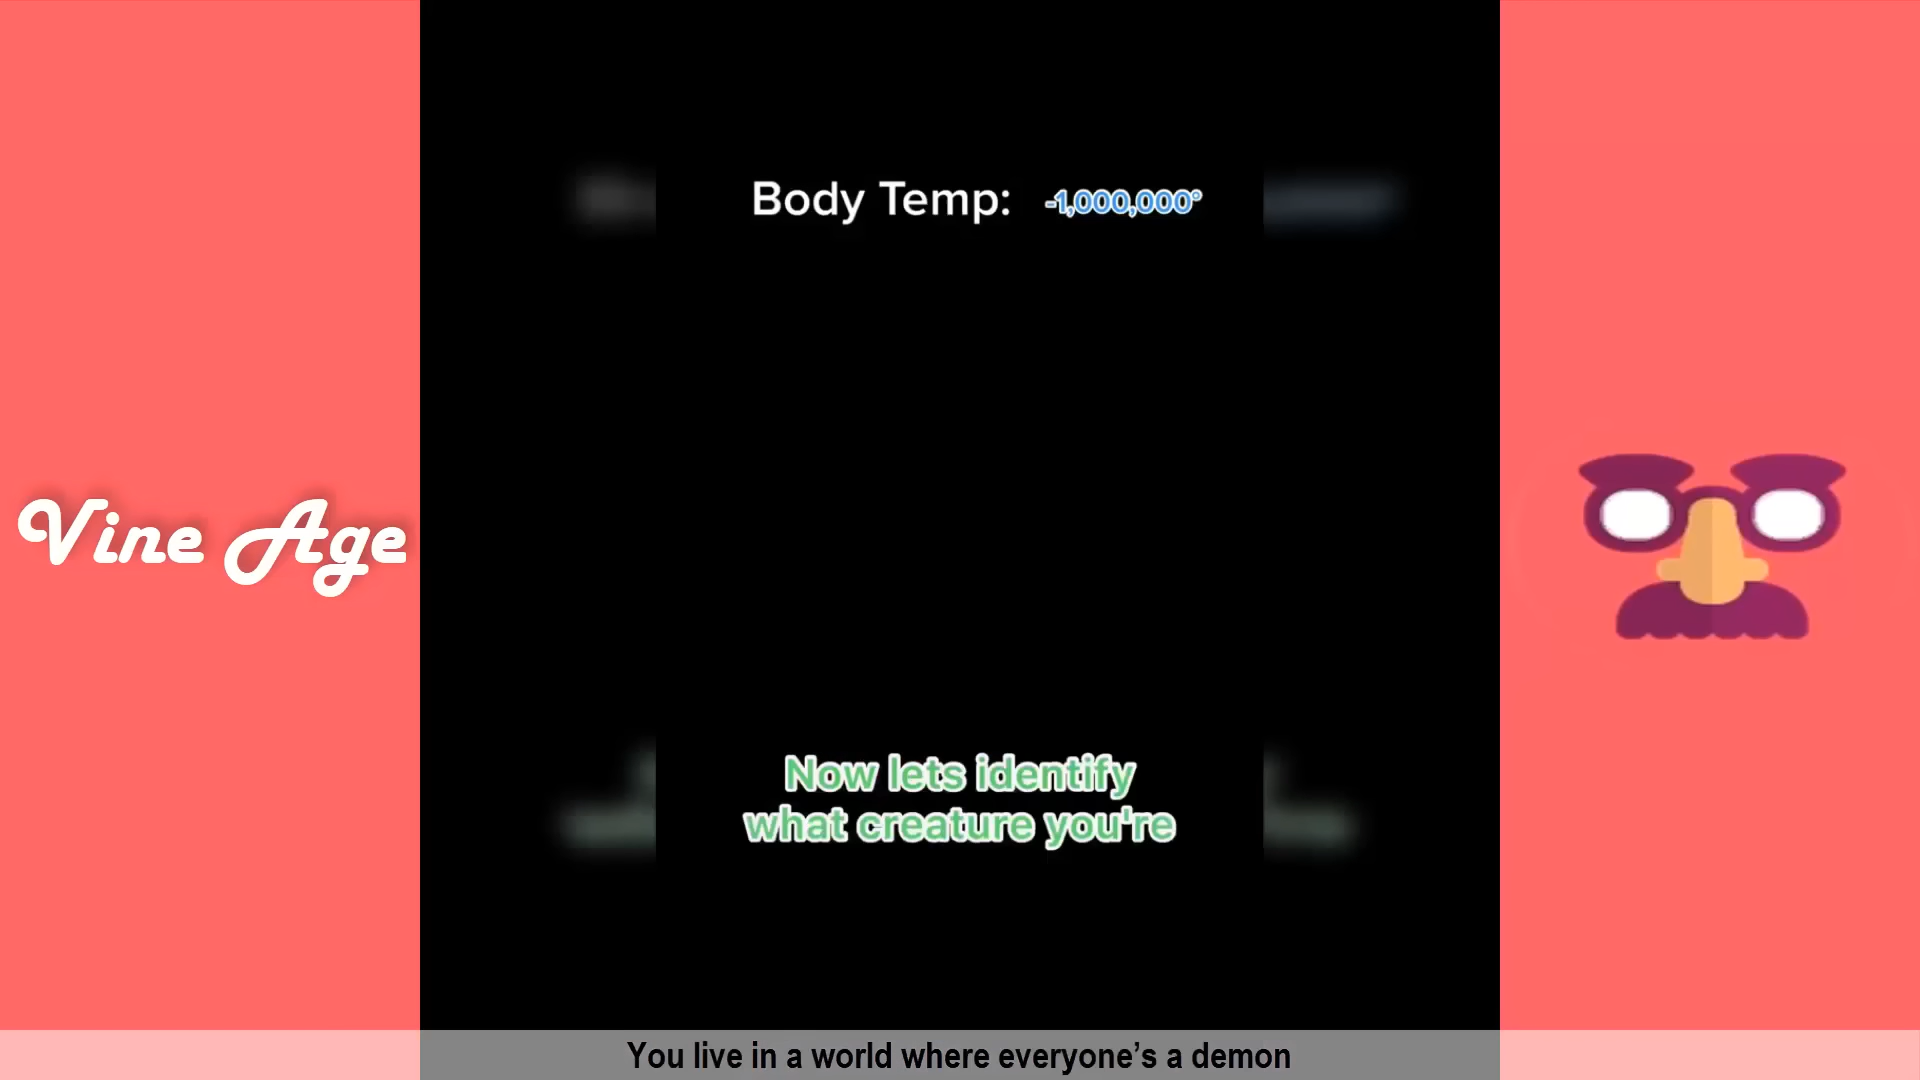 Body Temp: -1,000,000°
Vine Age
Now lets identify
what creature you're
You live in a world where everyone’s a demon